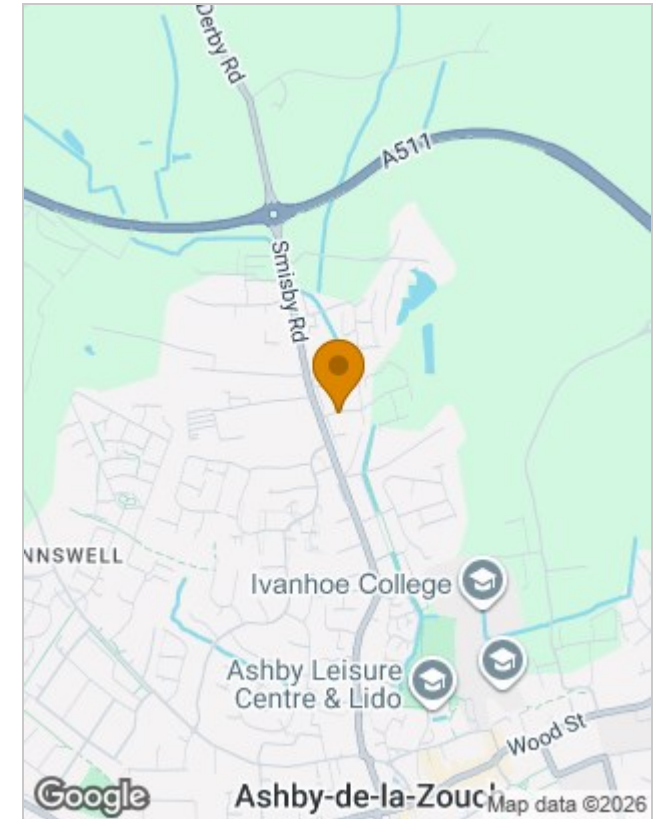 Derby Rd
A511
Smisby Rd
NNSWELL
Ivanhoe College
Ashby Leisure
Centre & Lido
Wood St
Ashby-de-la-Zouch
Google
Map data ©2026